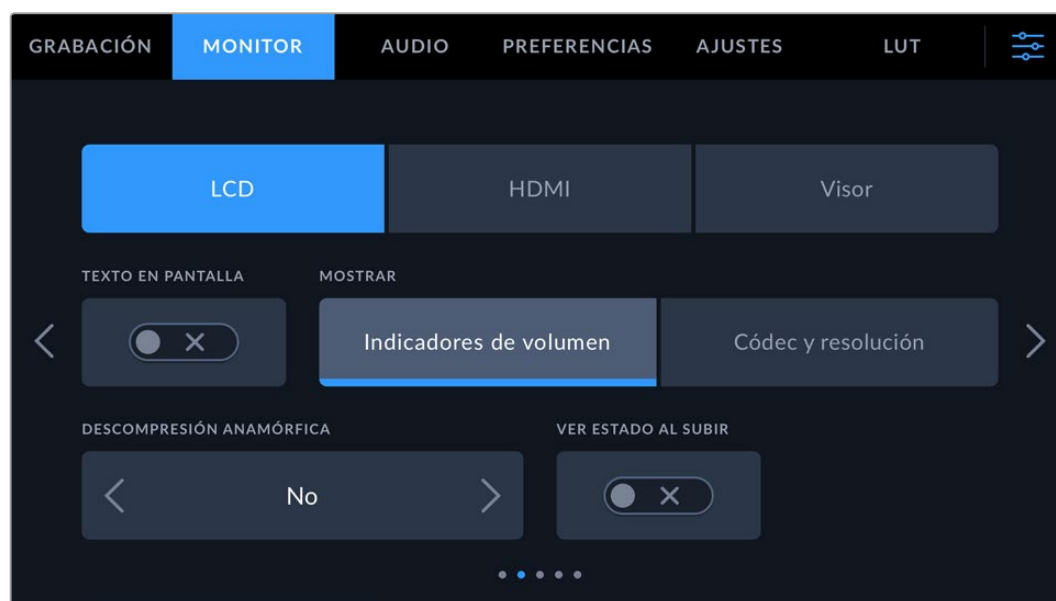 GRABACIÓN MONITOR AUDIO PREFERENCIAS AJUSTES LUT
LCD HDMI Visor
TEXTO EN PANTALLA MOSTRAR
Indicadores de volumen Códec y resolución
DESCOMPRESIÓN ANAMÓRFICA VER ESTADO AL SUBIR
No